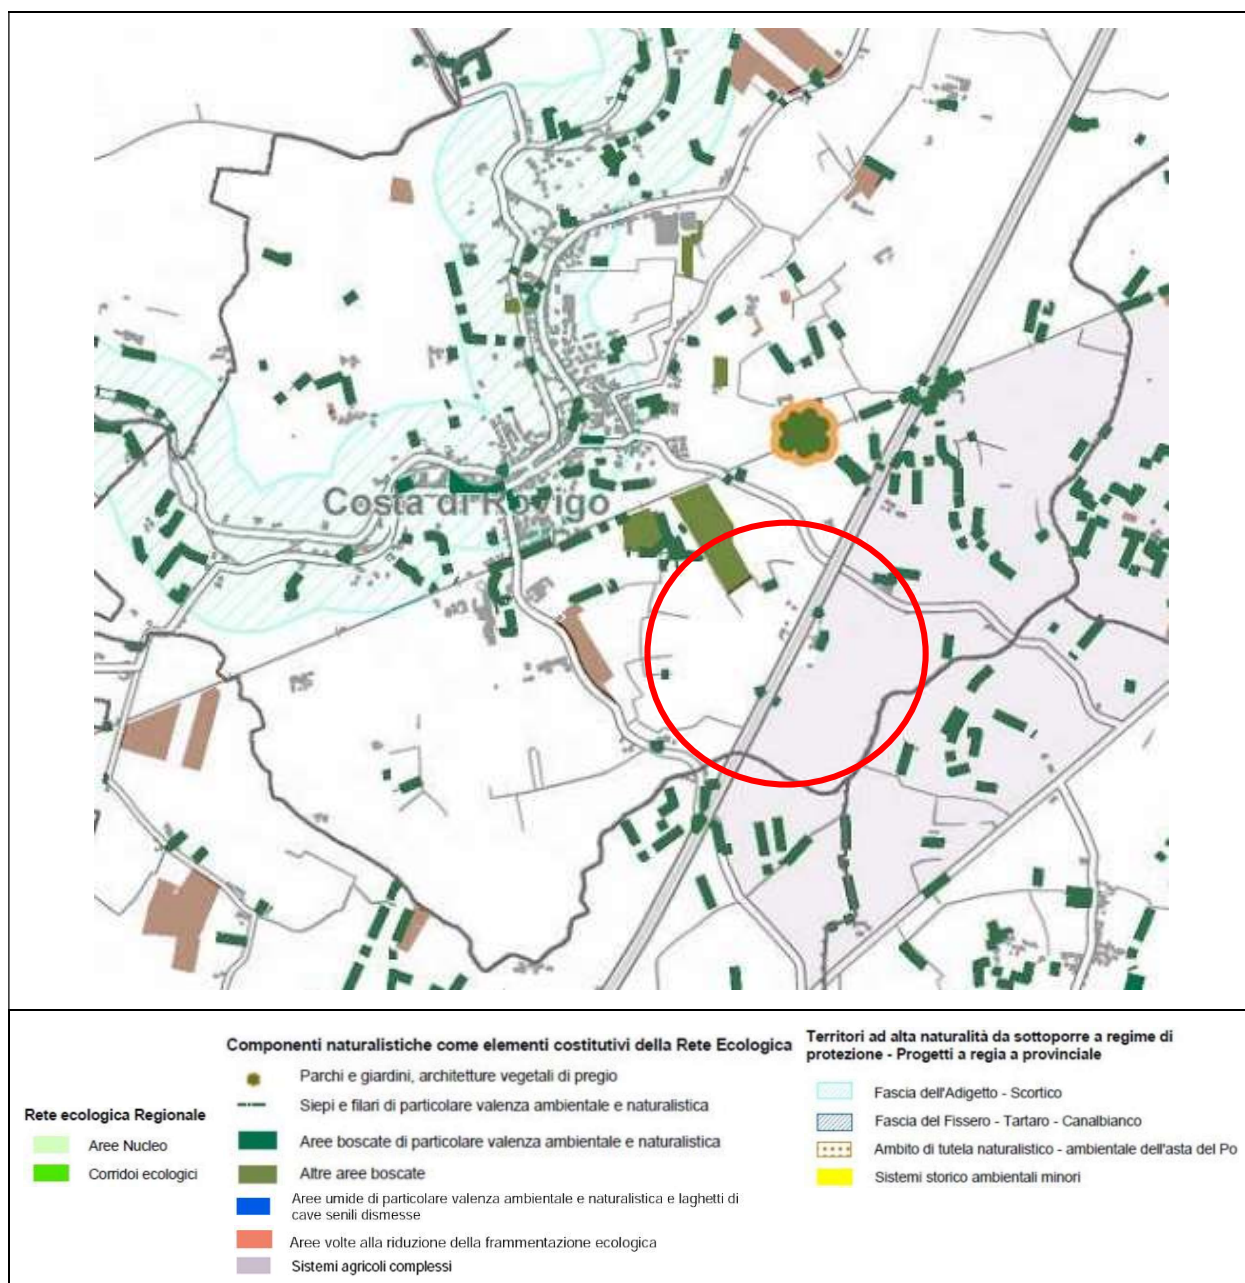 Costa di Rovigo
Rete ecologica Regionale
Aree Nucleo
Corridoi ecologici
Componenti naturalistiche come elementi costitutivi della Rete Ecologica
Parchi e giardini, architetture vegetali di pregio
Siepi e filari di particolare valenza ambientale e naturalistica
Aree boscate di particolare valenza ambientale e naturalistica
Altre aree boscate
Aree umide di particolare valenza ambientale e naturalistica e laghetti di
cave senili dismesse
Aree volte alla riduzione della frammentazione ecologica
Sistemi agricoli complessi
Territori ad alta naturalità da sottoporre a regime di
protezione - Progetti a regia a provinciale
Fascia dell'Adigetto - Scortico
Fascia del Fissero - Tartaro - Canalbianco
Ambito di tutela naturalistico - ambientale dell'asta del Po
Sistemi storico ambientali minori